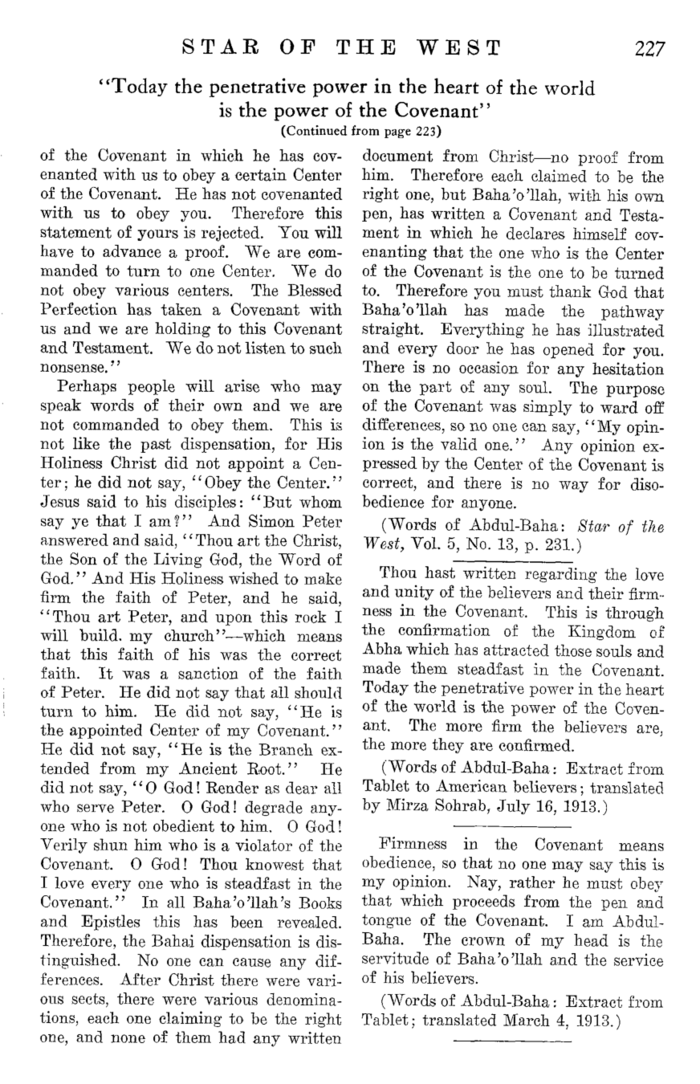 STAR OF THE WEST 227
“Today the penetrative power in the heart of the world
is the power of the Covenant”
(Continued from page 223)
of the Covenant in which he has cov-
enanted with us to obey a certain Center
of the Covenant. He has not covenanted
with us to obey you. Therefore this
statement of yours is rejected. You will
have to advance a proof. We are com-
manded to turn to one Center. We do
not obey various centers. The Blessed
Perfection has taken a Covenant with
us and we are holding to this Covenant
and Testament. We do not listen to such
nonsense.”
Perhaps people will arise who may
speak words of their own and we are
not commanded to obey them. This is
not like the past dispensation, for His
Holiness Christ did not appoint a Cen-
ter; he did not say, “Obey the Center.”
Jesus said to his disciples: “But whom
say ye that I am?” And Simon Peter
answered and said, “Thou art the Christ,
the Son of the Living God, the Word of
God.” And His Holiness wished to make
firm the faith of Peter, and he said,
“Thou art Peter, and upon this rock I
will build. my church”—which means
that this faith of his was the correct
faith. It was a sanction of the faith
of Peter. He did not say that all should
turn to him. He did not say, “He is
the appointed Center of my Covenant.”
He did not say, “He is the Branch ex-
tended from my Ancient Root.” He
did not say, “O God! Render as dear all
who serve Peter. O God! degrade any-
one who is not obedient to him. O God!
Verily shun him who is a violator of the
Covenant. O God! Thou knowest that
I love every one who is steadfast in the
Covenant.” In all Baha’o’llah’s Books
and Epistles this has been revealed.
Therefore, the Bahai dispensation is dis-
tinguished. No one can cause any dif-
ferences. After Christ there were vari-
ous sects, there were various denomina-
tions, each one claiming to be the right
one, and none of them had any written
document from Christ—no proof from
him. Therefore each claimed to be the
right one, but Baha’o’llah, with his own
pen, has written a Covenant and Testa-
ment in which he declares himself cov-
enanting that the one who is the Center
of the Covenant is the one to be turned
to. Therefore you must thank God that
Baha’o’llah has made the pathway
straight. Everything he has illustrated
and every door he has opened for you.
There is no occasion for any hesitation
on the part of any soul. The purpose
of the Covenant was simply to ward off
differences, so no one can say, “My opin-
ion is the valid one.” Any opinion ex-
pressed by the Center of the Covenant is
correct, and there is no way for diso-
bedience for anyone.
(Words of Abdul-Baha: Star of the
West, Vol. 5, No. 13, p. 231.)
Thou hast written regarding the love
and unity of the believers and their firm-
ness in the Covenant. This is through
the confirmation of the Kingdom of
Abha which has attracted those souls and
made them steadfast in the Covenant.
Today the penetrative power in the heart
of the world is the power of the Coven-
ant. The more firm the believers are,
the more they are confirmed.
(Words of Abdul-Baha: Extract from
Tablet to American believers; translated
by Mirza Sohrab, July 16, 1913.)
Firmness in the Covenant means
obedience, so that no one may say this is
my opinion. Nay, rather he must obey
that which proceeds from the pen and
tongue of the Covenant. I am Abdul-
Baha. The crown of my head is the
servitude of Baha’o’llah and the service
of his believers.
(Words of Abdul-Baha: Extract from
Tablet; translated March 4, 1913.)